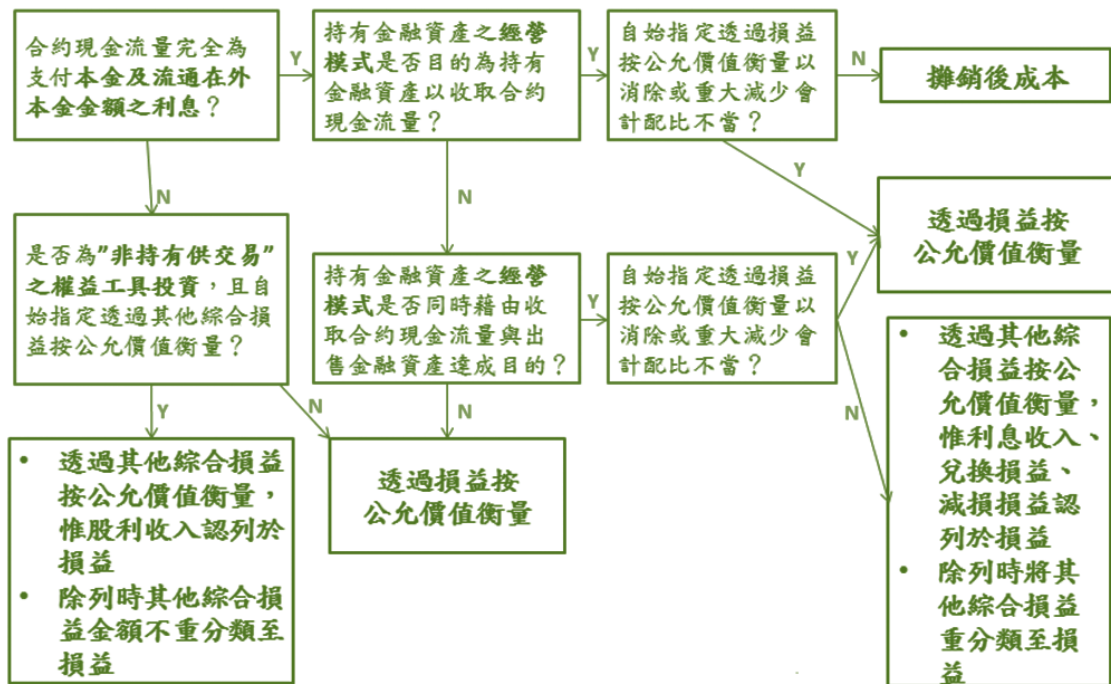 合約現金流量完全為
支付本金及流通在外
本金金額之利息？
Y
持有金融資產之經營
模式是否目的為持有
金融資產以收取合約
現金流量？
Y
自始指定透過損益
按公允價值衡量以
消除或重大減少會
計配比不當？
N
攤銷後成本
Y
N
N
透過損益按
公允價值衡量
是否為”非持有供交易”
之權益工具投資，且自
始指定透過其他綜合損
益按公允價值衡量？
持有金融資產之經營
模式是否同時藉由收
取合約現金流量與出
售金融資產達成目的？
Y
自始指定透過損益
按公允價值衡量以
消除或重大減少會
計配比不當？
Y
N
Y
N
N
• 透過其他綜合損益
按公允價值衡量，
惟股利收入認列於
損益
• 除列時其他綜合損
益金額不重分類至
損益
透過損益按
公允價值衡量
• 透過其他綜
合損益按公
允價值衡量，
惟利息收入、
兌換損益、
減損損益認
列於損益
• 除列時將其
他綜合損益
重分類至損
益